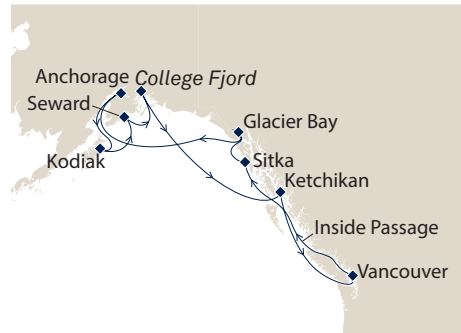 Anchorage College Fjord
Seward
Glacier Bay
Kodiak
Sitka
Ketchikan
Inside Passage
Vancouver